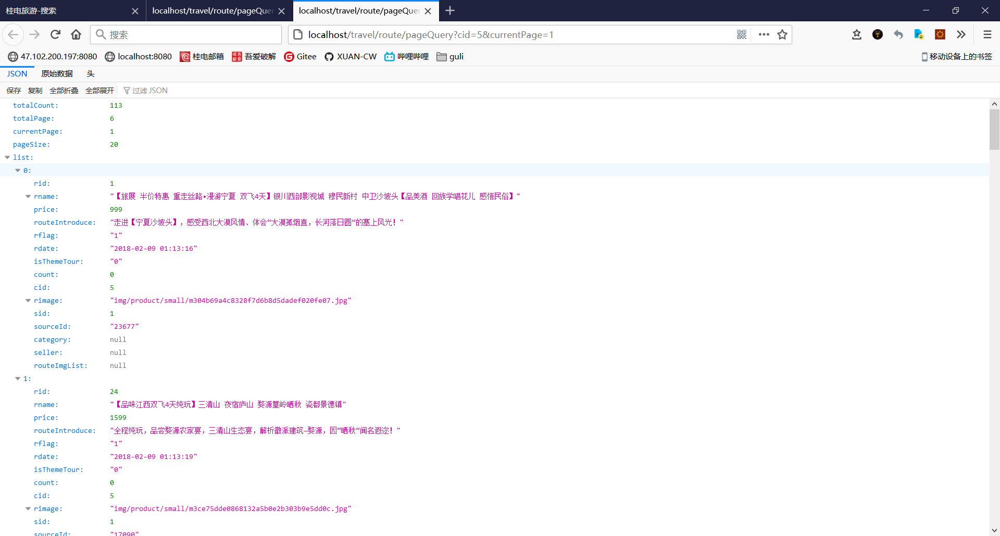 桂电旅游-搜索
localhost/travel/route/pageQuer
localhost/travel/route/pageQuer
搜索
localhost/travel/route/pageQuery?cid=5&currentPage=1
47.102.200.197:8080
localhost:8080
桂电邮箱
吾爱破解
Gitee
XUAN-CW
哔哩哔哩
guli
移动设备上的书签
JSON 原始数据 头
保存 复制 全部折叠 全部展开 过滤 JSON
totalCount: 113
totalPage: 6
currentPage: 1
pageSize: 20
list:
0:
rid: 1
rname: "【旅展 半价特惠 重走丝路•漫游宁夏 双飞4天】银川西部影视城 穆民新村 中卫沙坡头【品美酒 回族学唱花儿 感悟民俗】"
price: 999
routeIntroduce: "走进【宁夏沙坡头】，感受西北大漠风情、体会“大漠孤烟直，长河落日圆”的塞上风光！"
rflag: "1"
rdate: "2018-02-09 01:13:16"
isThemeTour: "0"
count: 0
cid: 5
rimage: "img/product/small/m304b69a4c8328f7d6b8d5dadef020fe07.jpg"
sid: 1
sourceId: "23677"
category: null
seller: null
routeImgList: null
1:
rid: 24
rname: "【品味江西双飞4天纯玩】三清山 夜宿庐山 婺源篁岭晒秋 瓷都景德镇"
price: 1599
routeIntroduce: "全程纯玩，品尝婺源农家宴，三清山生态宴，解析徽派建筑—婺源，因“晒秋”闻名遐迩！"
rflag: "1"
rdate: "2018-02-09 01:13:19"
isThemeTour: "0"
count: 0
cid: 5
rimage: "img/product/small/m3ce75dde0868132a5b0e2b303b9e5dd0c.jpg"
sid: 1
sourceId: "17090"